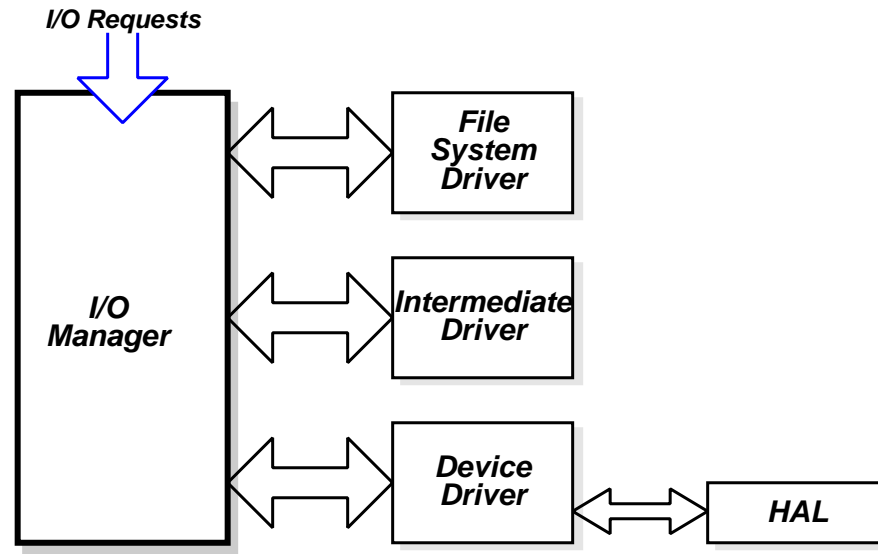 I/O Requests
File
System
Driver
I/O
Manager
Intermediate
Driver
Device
Driver
HAL